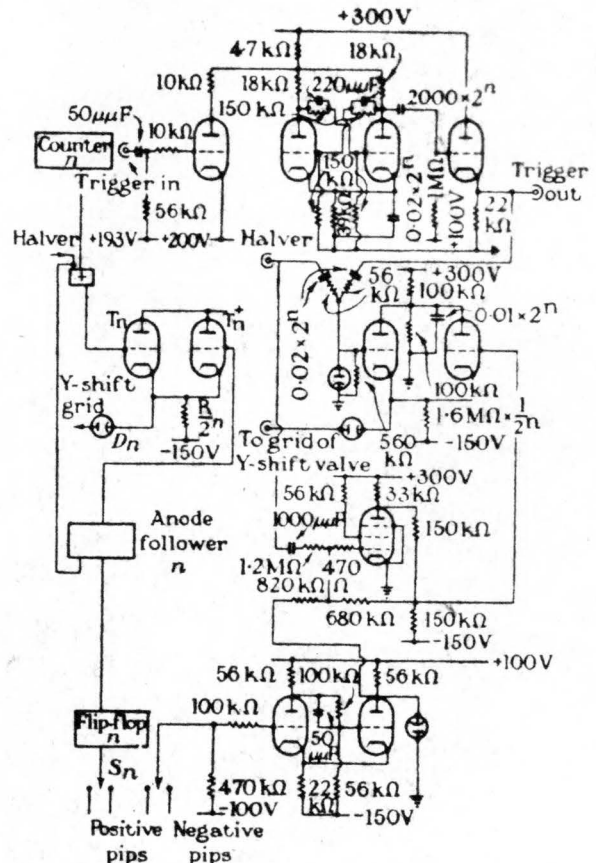 +300V
4·7kΩ
18kΩ
10kΩ
18kΩ
220μμF
150kΩ
2000×2ⁿ
50μμF
10kΩ
Counter
n
Trigger in
150
kΩ
0·02×2ⁿ
1MΩ
+100V
22
kΩ
Trigger
out
56kΩ
+193V
+200V
Halver
Halver
56
kΩ
+300V
100kΩ
0·01×2ⁿ
0·02×2ⁿ
Tn
Tn+
Y-shift
grid
Dn
R/2ⁿ
-150V
100kΩ
1·6MΩ×1/2ⁿ
-150V
560
kΩ
To grid of
Y-shift valve
+300V
56kΩ
33kΩ
1000μμF
150kΩ
1·2MΩ
470
Ω
820kΩ
680kΩ
150kΩ
-150V
Anode
follower
n
+100V
56kΩ
100kΩ
56kΩ
100kΩ
50
μμF
Flip-flop
n
Sn
470kΩ
-100V
22
kΩ
56kΩ
-150V
Positive
pips
Negative
pips